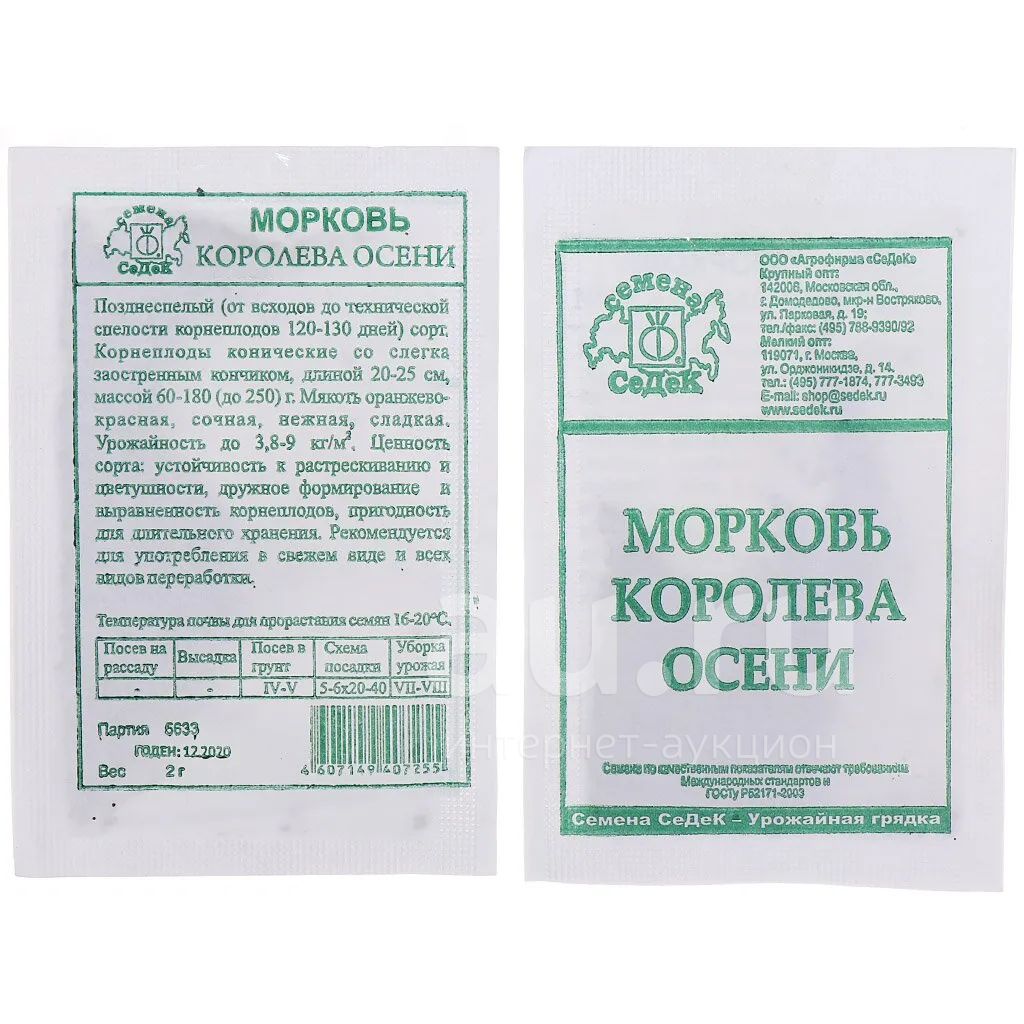 Семена
СеДеК
МОРКОВЬ
КОРОЛЕВА ОСЕНИ
Позднеспелый (от всходов до технической
спелости корнеплодов 120-130 дней) сорт.
Корнеплоды конические со слегка
заостренным кончиком, длиной 20-25 см,
массой 60-180 (до 250) г. Мякоть оранжево-
красная, сочная, нежная, сладкая.
Урожайность до 3,8-9 кг/м². Ценность
сорта: устойчивость к растрескиванию и
цветушности, дружное формирование и
выравненность корнеплодов, пригодность
для длительного хранения. Рекомендуется
для употребления в свежем виде и всех
видов переработки.
Температура почвы для прорастания семян 16-20°С.
Посев на рассаду Высадка Посев в грунт Схема посадки Уборка урожая
- - IV-V 5-6x20-40 VII-VIII
Партия 6633
ГОДЕН: 12.2020
Вес 2 г
4 607149 407255
Семена
СеДеК
ООО «Агрофирма «СеДеК»
Крупный опт:
142006, Московская обл.,
г. Домодедово, мкр-н Востряково,
ул. Парковая, д. 19;
тел./факс: (495) 788-9390/92
Мелкий опт:
119071, г. Москва,
ул. Орджоникидзе, д. 14.
тел.: (495) 777-1874, 777-3493
E-mail: shop@sedek.ru
www.sedek.ru
МОРКОВЬ
КОРОЛЕВА
ОСЕНИ
Семена по качественным показателям отвечают требованиям
Международных стандартов и
ГОСТу Р52171-2003
Семена СеДеК – Урожайная грядка
au.ru
интернет-аукцион